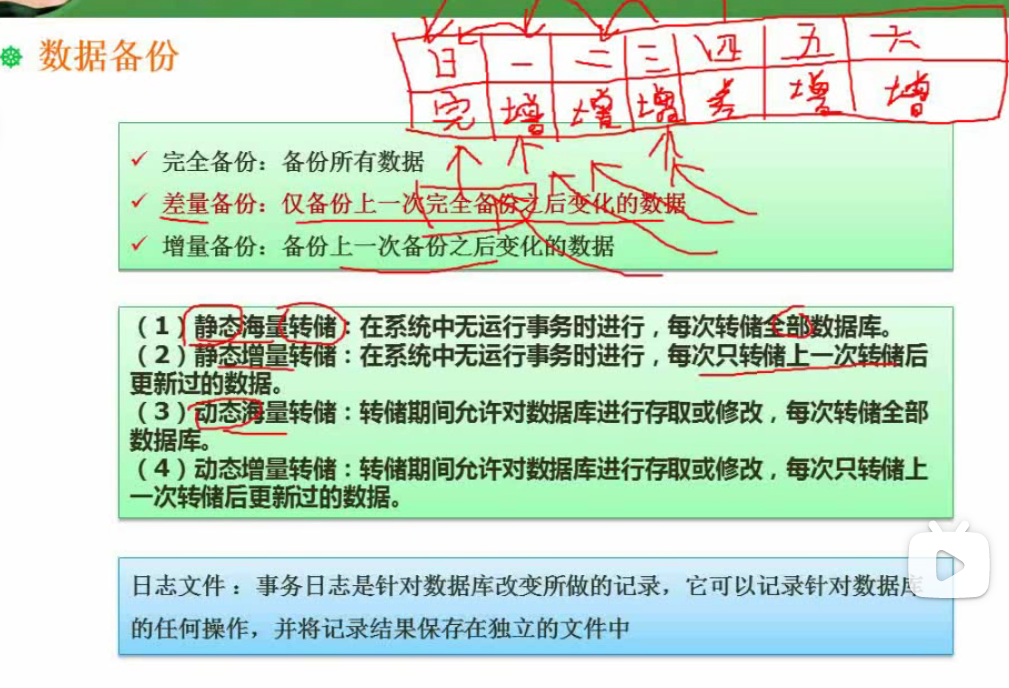 数据备份
日 一 二 三 四 五 六
完 增 增 增 差 增 增
完全备份：备份所有数据
差量备份：仅备份上一次完全备份之后变化的数据
增量备份：备份上一次备份之后变化的数据
（1）静态海量转储：在系统中无运行事务时进行，每次转储全部数据库。
（2）静态增量转储：在系统中无运行事务时进行，每次只转储上一次转储后
更新过的数据。
（3）动态海量转储：转储期间允许对数据库进行存取或修改，每次转储全部
数据库。
（4）动态增量转储：转储期间允许对数据库进行存取或修改，每次只转储上
一次转储后更新过的数据。
日志文件：事务日志是针对数据库改变所做的记录，它可以记录针对数据库
的任何操作，并将记录结果保存在独立的文件中